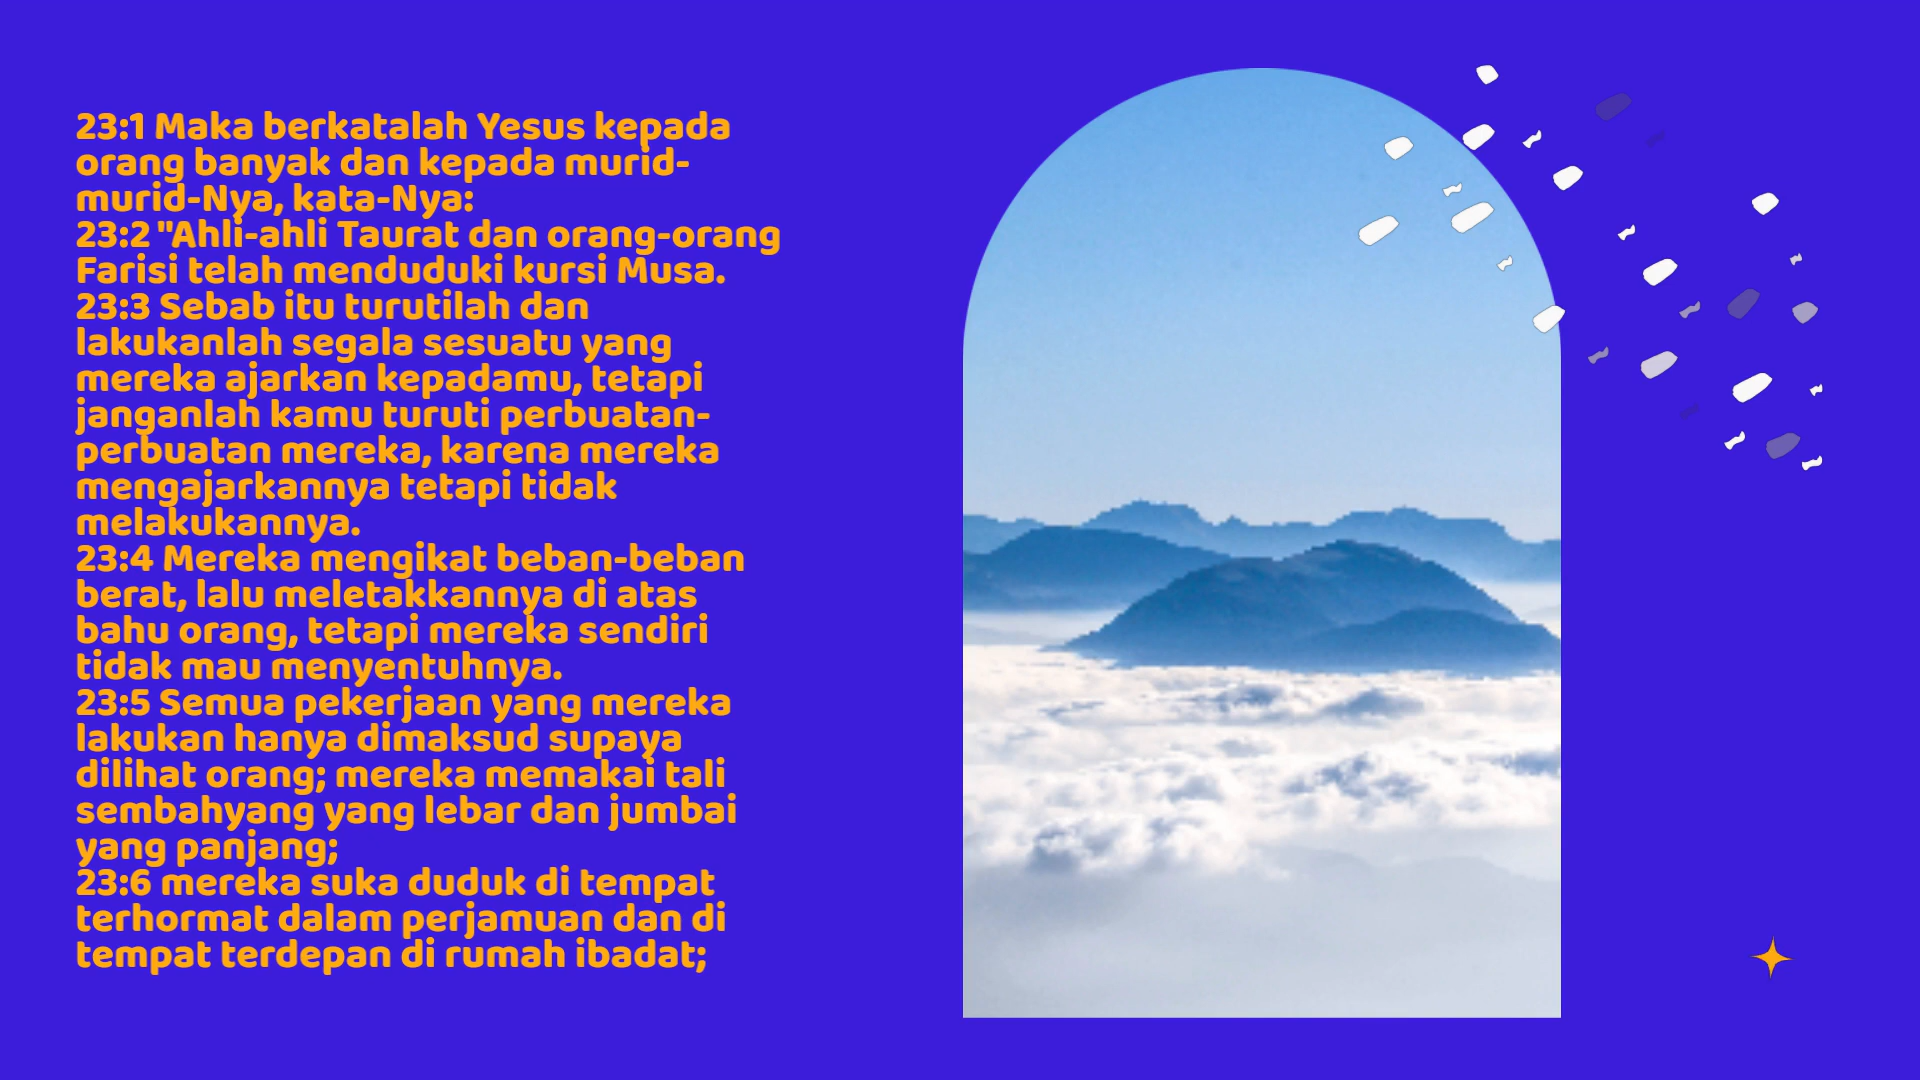 23:1 Maka berkatalah Yesus kepada
orang banyak dan kepada murid-
murid-Nya, kata-Nya:
23:2 "Ahli-ahli Taurat dan orang-orang
Farisi telah menduduki kursi Musa.
23:3 Sebab itu turutilah dan
lakukanlah segala sesuatu yang
mereka ajarkan kepadamu, tetapi
janganlah kamu turuti perbuatan-
perbuatan mereka, karena mereka
mengajarkannya tetapi tidak
melakukannya.
23:4 Mereka mengikat beban-beban
berat, lalu meletakkannya di atas
bahu orang, tetapi mereka sendiri
tidak mau menyentuhnya.
23:5 Semua pekerjaan yang mereka
lakukan hanya dimaksud supaya
dilihat orang; mereka memakai tali
sembahyang yang lebar dan jumbai
yang panjang;
23:6 mereka suka duduk di tempat
terhormat dalam perjamuan dan di
tempat terdepan di rumah ibadat;